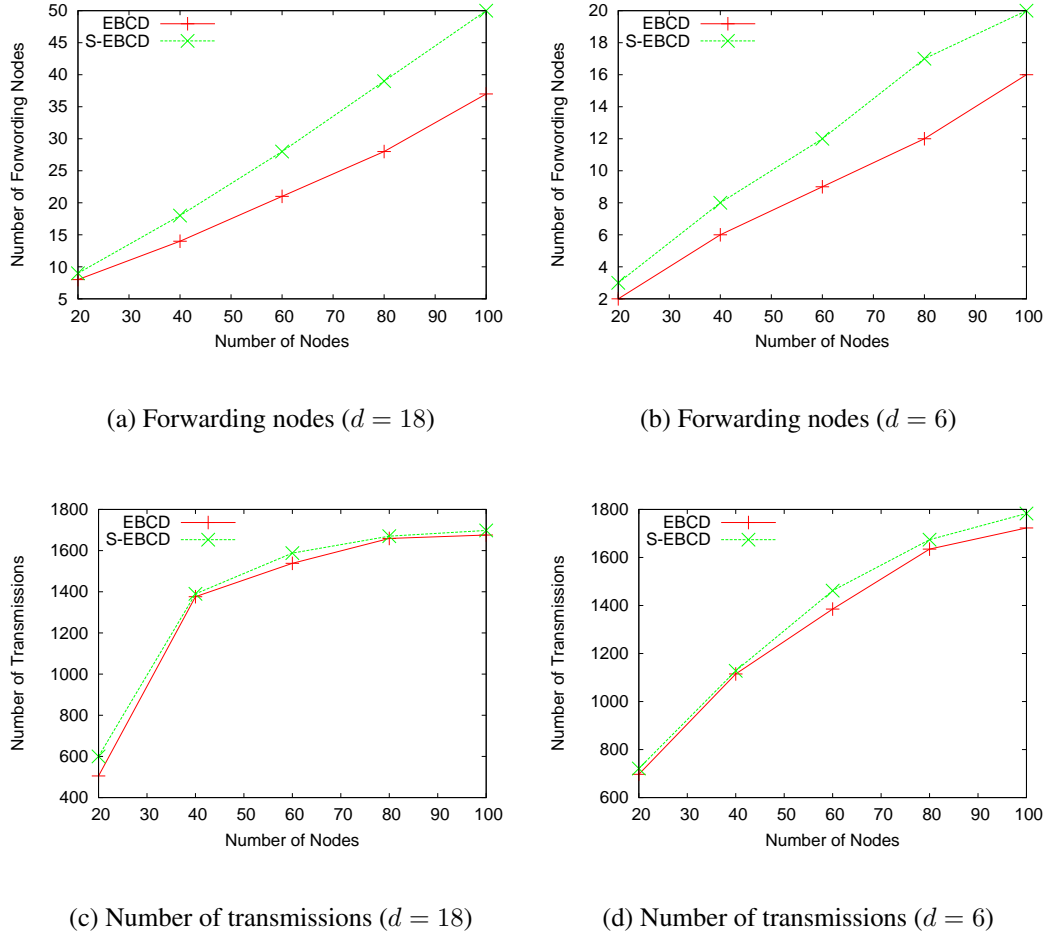 EBCD
S-EBCD
50
45
40
35
30
25
20
15
10
5
20 30 40 50 60 70 80 90 100
Number of Forwording Nodes
Number of Nodes
(a) Forwarding nodes (d = 18)
EBCD
S-EBCD
20
18
16
14
12
10
8
6
4
2
20 30 40 50 60 70 80 90 100
Number of Forwording Nodes
Number of Nodes
(b) Forwarding nodes (d = 6)
EBCD
S-EBCD
1800
1600
1400
1200
1000
800
600
400
20 30 40 50 60 70 80 90 100
Number of Transmissions
Number of Nodes
(c) Number of transmissions (d = 18)
EBCD
S-EBCD
1800
1600
1400
1200
1000
800
600
20 30 40 50 60 70 80 90 100
Number of Transmissions
Number of Nodes
(d) Number of transmissions (d = 6)